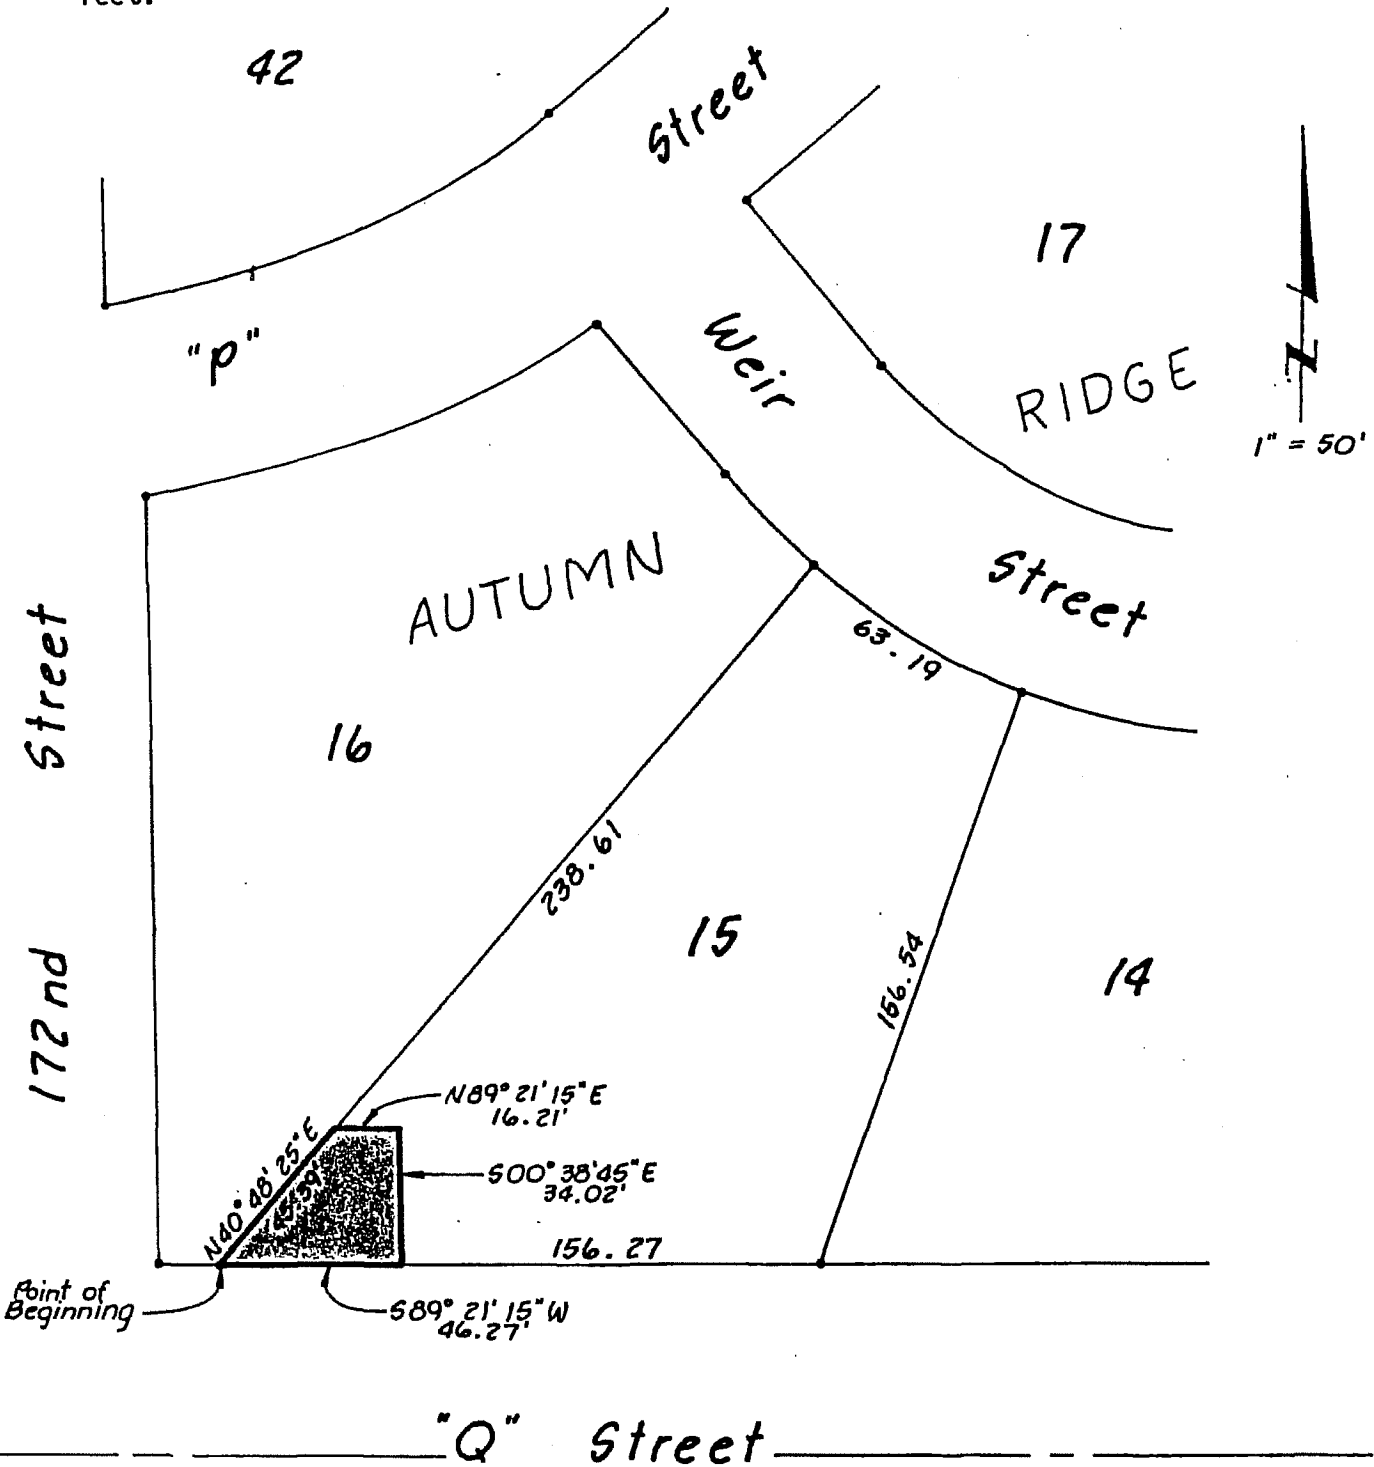 42
Street
17
"P"
Weir
RIDGE
1" = 50'
Z
AUTUMN
Street
63.19
Street
16
238.61
15
156.54
14
172nd
N89° 21' 15" E
16.21'
N40° 48' 25" E
45.39'
S00° 38' 45" E
34.02'
156.27
Point of
Beginning
S89° 21' 15" W
46.27'
"Q" Street